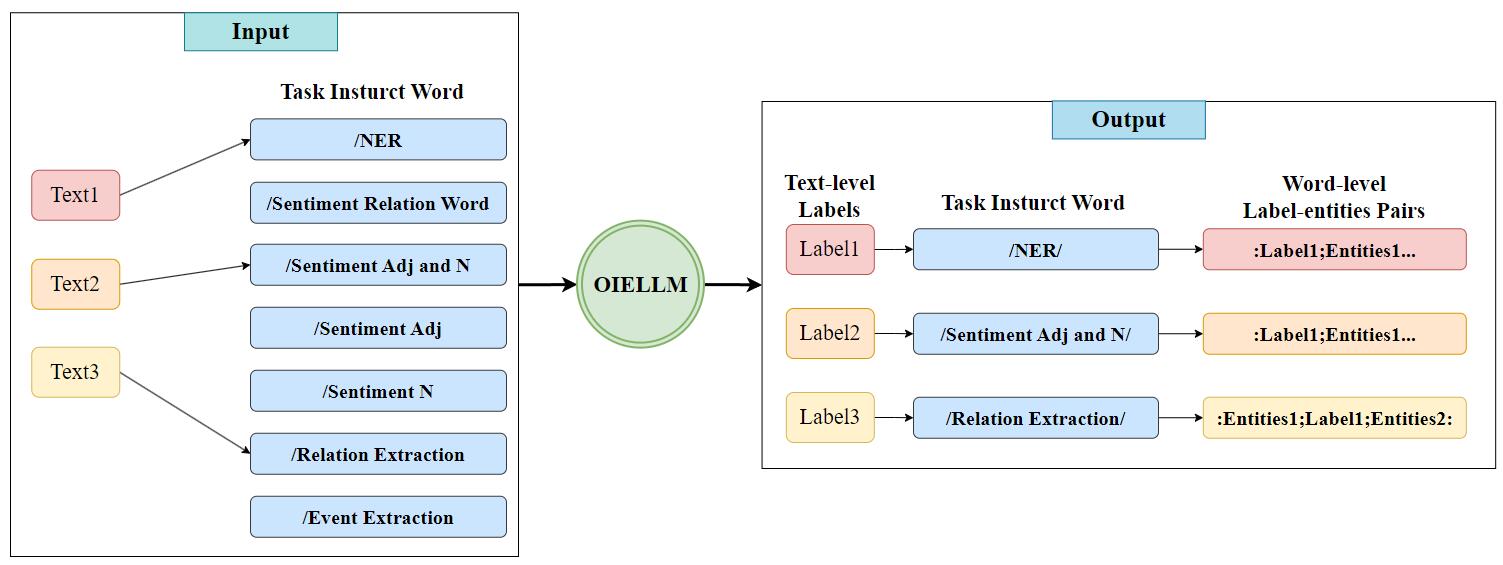 Input
Task Insturct Word
/NER
/Sentiment Relation Word
/Sentiment Adj and N
/Sentiment Adj
/Sentiment N
/Relation Extraction
/Event Extraction
Text1
Text2
Text3
OIELLM
Output
Text-level
Labels
Task Insturct Word
Word-level
Label-entities Pairs
Label1
/NER/
:Label1;Entities1...
Label2
/Sentiment Adj and N/
:Label1;Entities1...
Label3
/Relation Extraction/
:Entities1;Label1;Entities2: